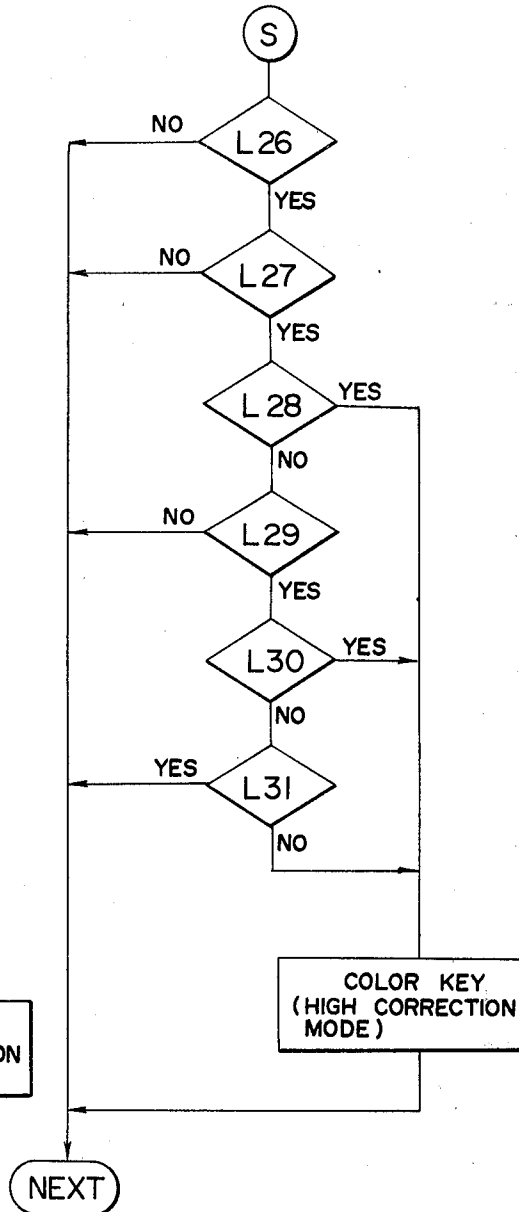 S
NO
L26
YES
NO
L27
YES
L28
YES
NO
NO
L29
YES
L30
YES
NO
YES
L31
NO
COLOR KEY
(HIGH CORRECTION
MODE)
ON
NEXT